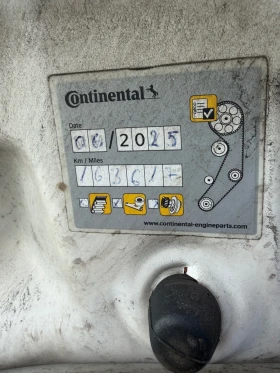 Continental
Date
06/2025
Km / Miles
163617
www.continental-engineparts.com